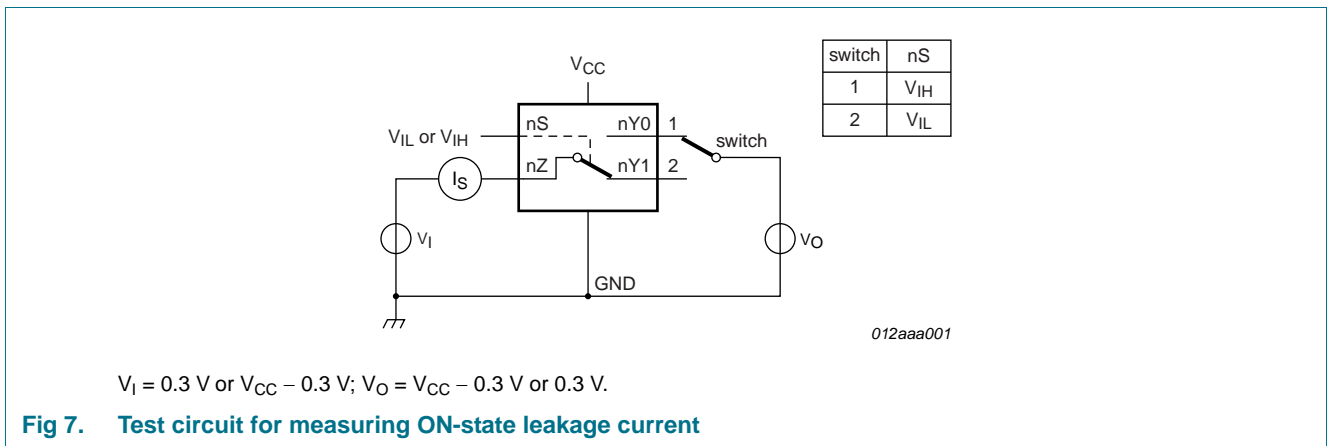 switch nS
1 VIH
2 VIL
VCC
VIL or VIH
nS
nY0
1
switch
nZ
nY1
2
IS
VI
VO
GND
012aaa001
VI = 0.3 V or VCC − 0.3 V; VO = VCC − 0.3 V or 0.3 V.
Fig 7. Test circuit for measuring ON-state leakage current